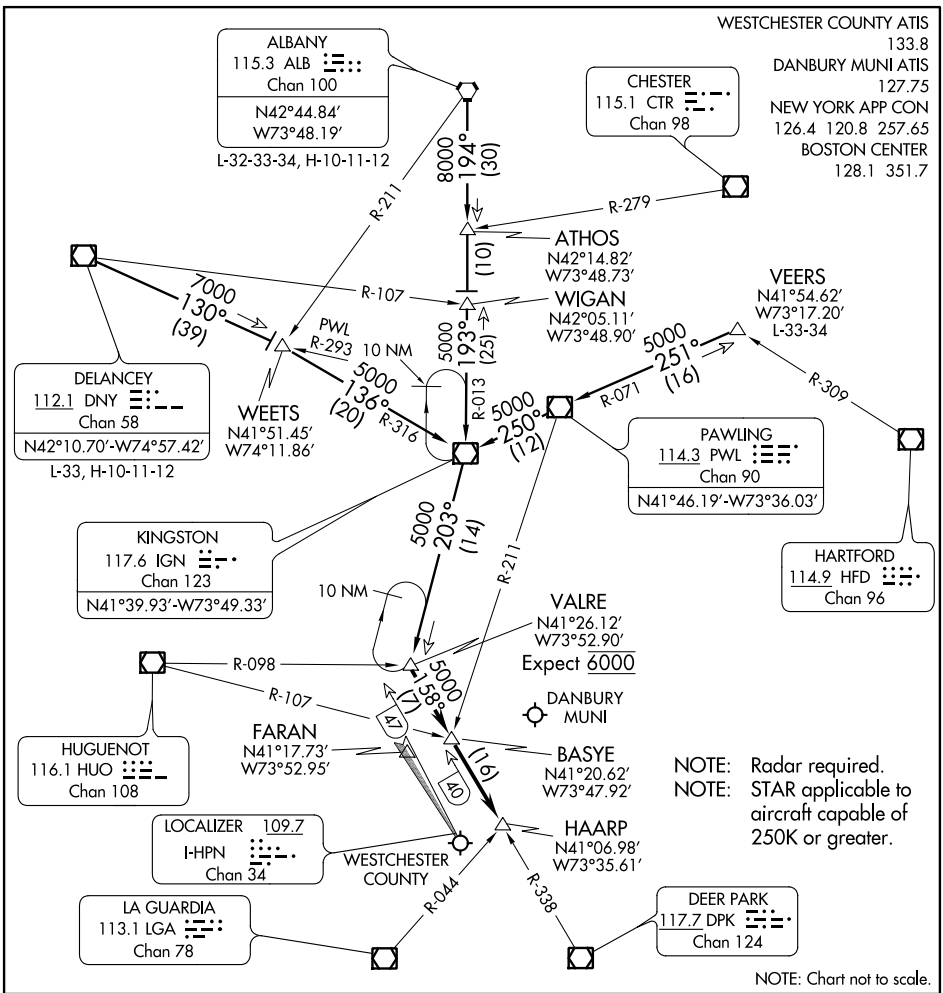 WESTCHESTER COUNTY ATIS
133.8
DANBURY MUNI ATIS
127.75
NEW YORK APP CON
126.4 120.8 257.65
BOSTON CENTER
128.1 351.7
ALBANY
115.3 ALB
Chan 100
N42°44.84'
W73°48.19'
L-32-33-34, H-10-11-12
CHESTER
115.1 CTR
Chan 98
8000
194°
(30)
R-211
R-279
ATHOS
N42°14.82'
W73°48.73'
(10)
R-107
WIGAN
N42°05.11'
W73°48.90'
VEERS
N41°54.62'
W73°17.20'
L-33-34
7000
130°
(39)
PWL
R-293
10 NM
5000
193°
(25)
R-013
5000
251°
(16)
R-071
R-309
DELANCEY
112.1 DNY
Chan 58
N42°10.70'-W74°57.42'
L-33, H-10-11-12
WEETS
N41°51.45'
W74°11.86'
5000
136°
(20)
R-316
5000
250°
(12)
PAWLING
114.3 PWL
Chan 90
N41°46.19'-W73°36.03'
KINGSTON
117.6 IGN
Chan 123
N41°39.93'-W73°49.33'
5000
203°
(14)
R-211
HARTFORD
114.9 HFD
Chan 96
10 NM
VALRE
N41°26.12'
W73°52.90'
Expect 6000
R-098
R-107
5000
158°
(7)
DANBURY
MUNI
HUGUENOT
116.1 HUO
Chan 108
FARAN
N41°17.73'
W73°52.95'
47
40
(16)
BASYE
N41°20.62'
W73°47.92'
NOTE: Radar required.
NOTE: STAR applicable to
aircraft capable of
250K or greater.
LOCALIZER 109.7
I-HPN
Chan 34
WESTCHESTER
COUNTY
HAARP
N41°06.98'
W73°35.61'
R-044
R-338
LA GUARDIA
113.1 LGA
Chan 78
DEER PARK
117.7 DPK
Chan 124
NOTE: Chart not to scale.